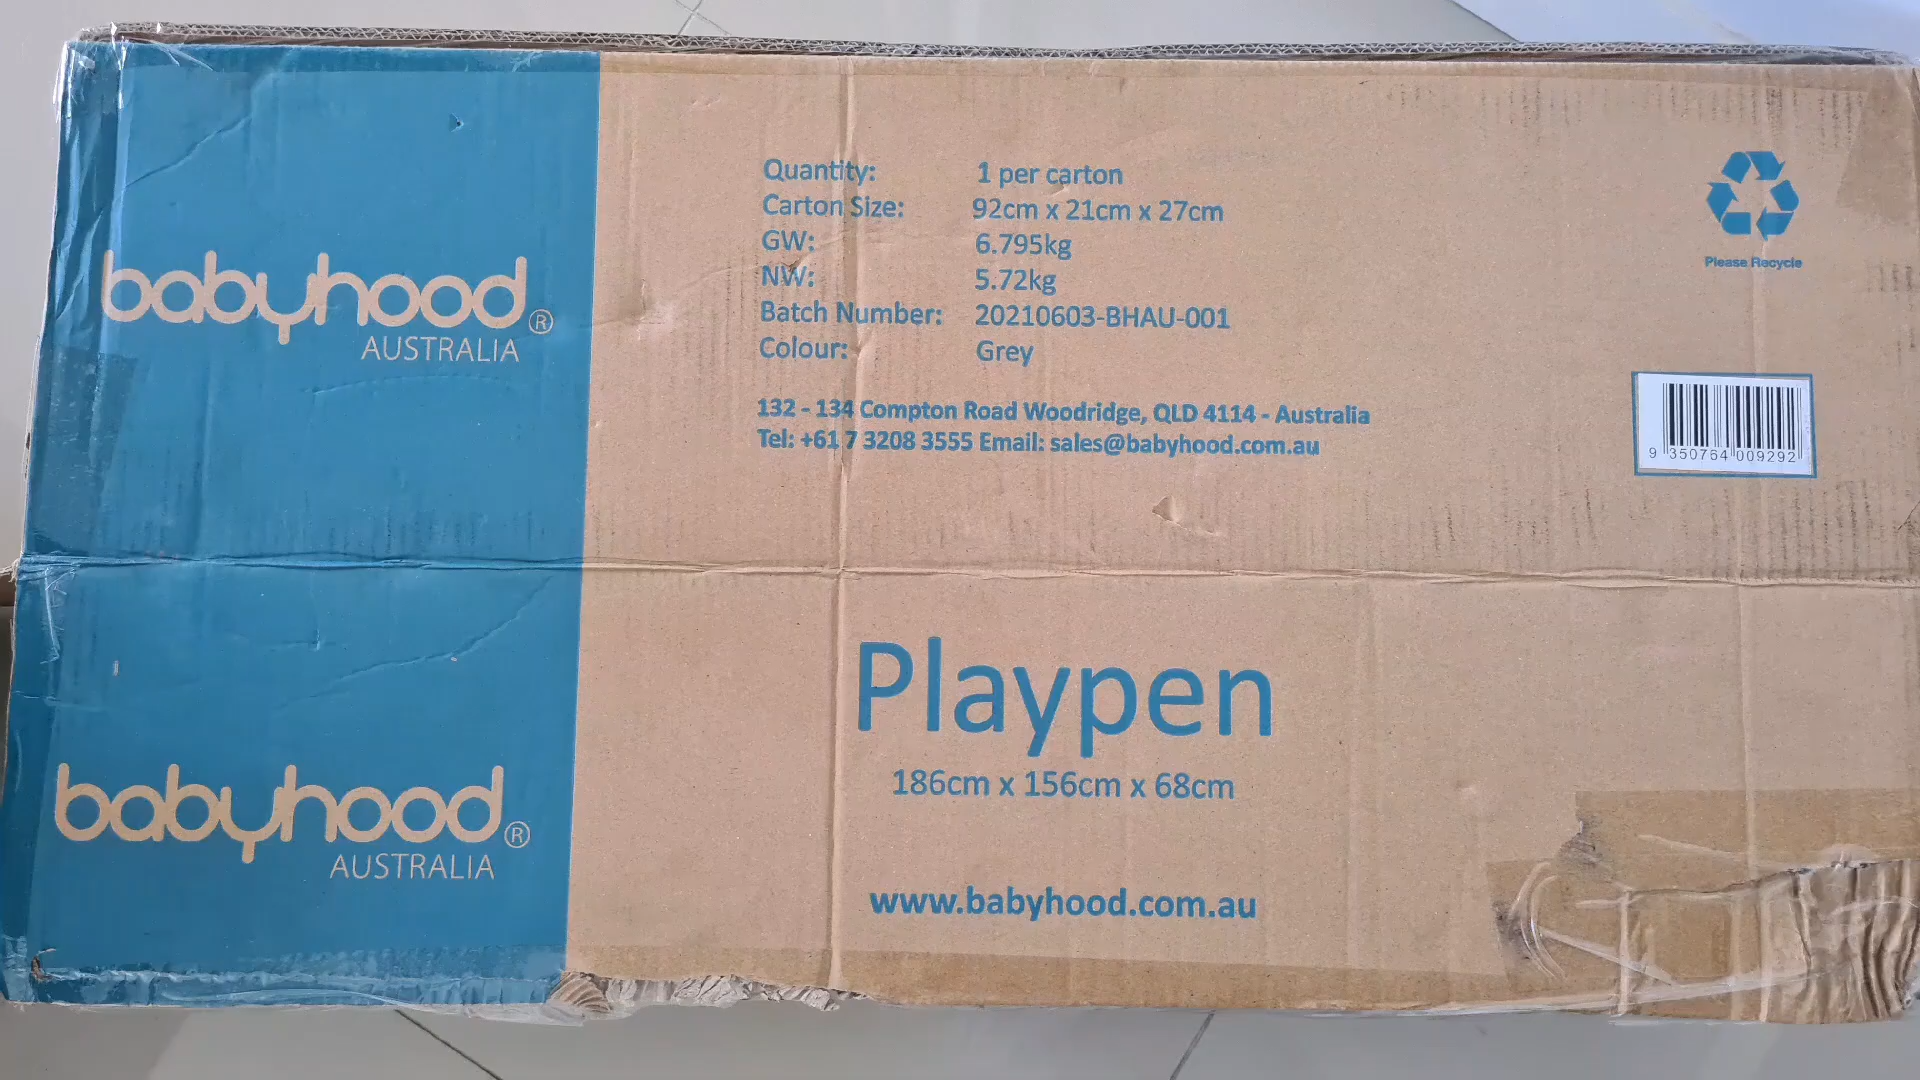 babyhood®
AUSTRALIA
Quantity: 1 per carton
Carton Size: 92cm x 21cm x 27cm
GW: 6.795kg
NW: 5.72kg
Batch Number: 20210603-BHAU-001
Colour: Grey
132 - 134 Compton Road Woodridge, QLD 4114 - Australia
Tel: +61 7 3208 3555 Email: sales@babyhood.com.au
Please Recycle
9 350764 009292
babyhood®
AUSTRALIA
Playpen
186cm x 156cm x 68cm
www.babyhood.com.au